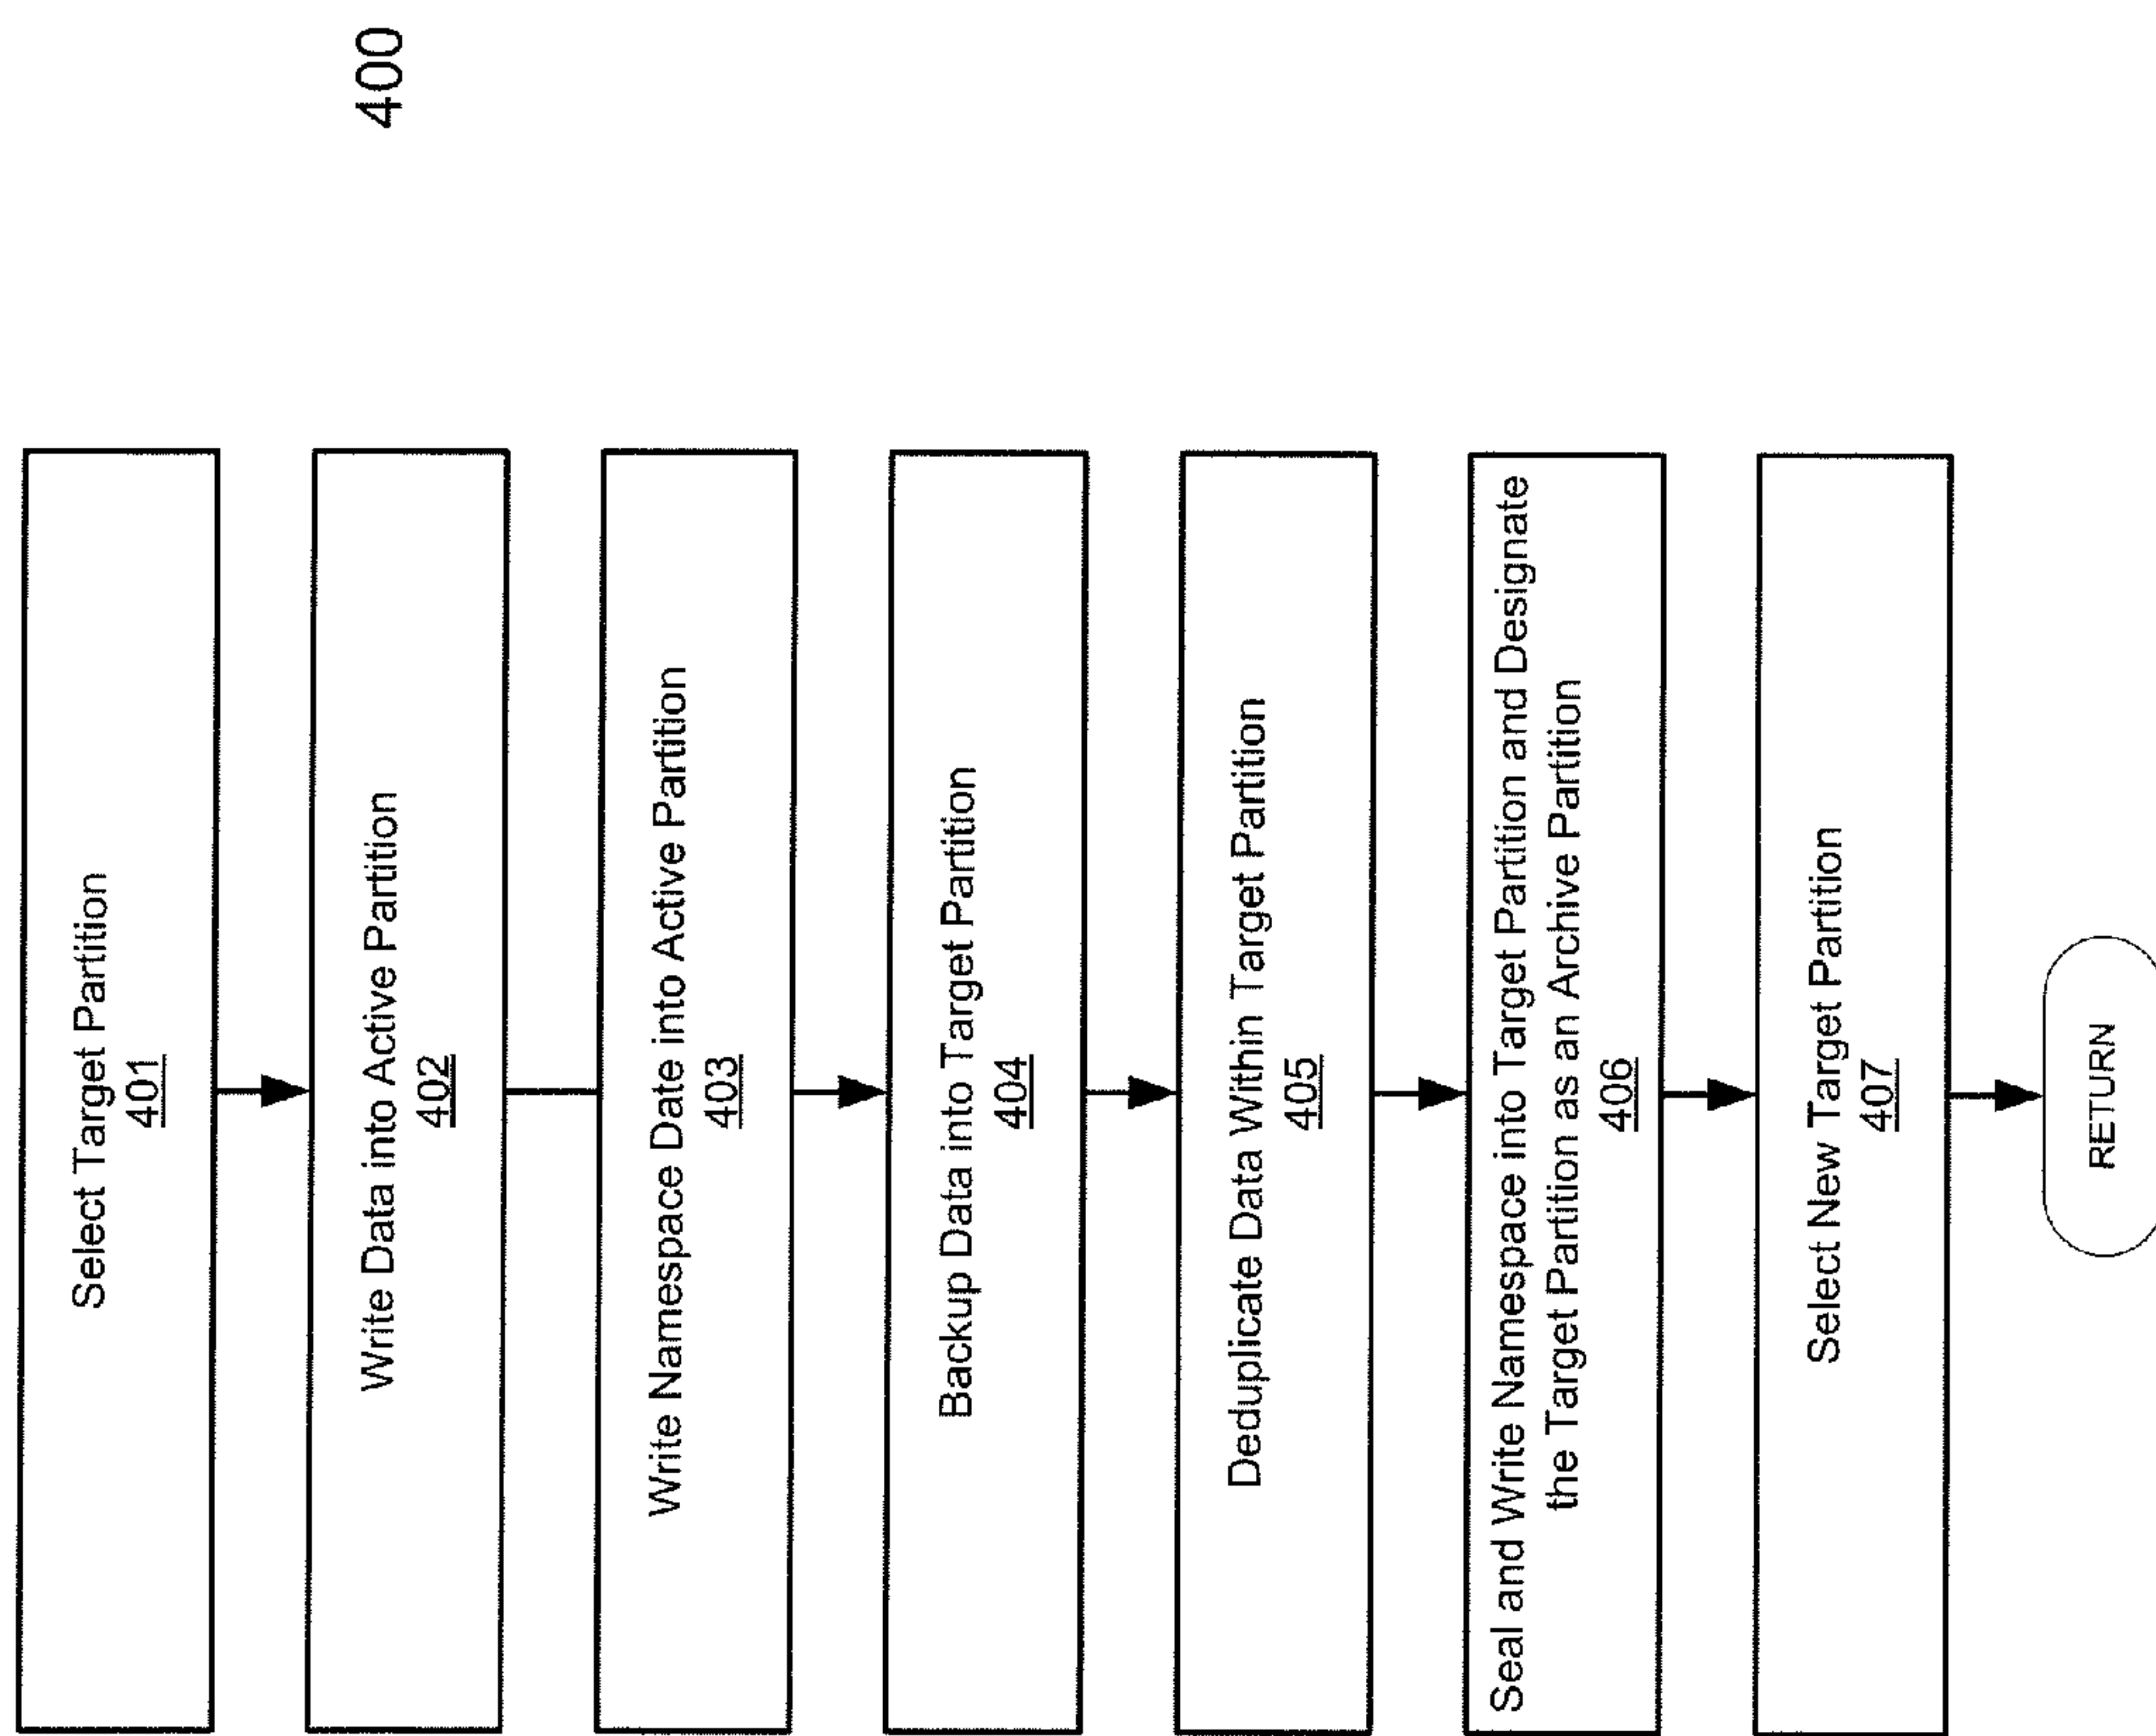 400
Select Target Partition
401
Write Data into Active Partition
402
Write Namespace Date into Active Partition
403
Backup Data into Target Partition
404
Deduplicate Data Within Target Partition
405
Seal and Write Namespace into Target Partition and Designate
the Target Partition as an Archive Partition
406
Select New Target Partition
407
RETURN